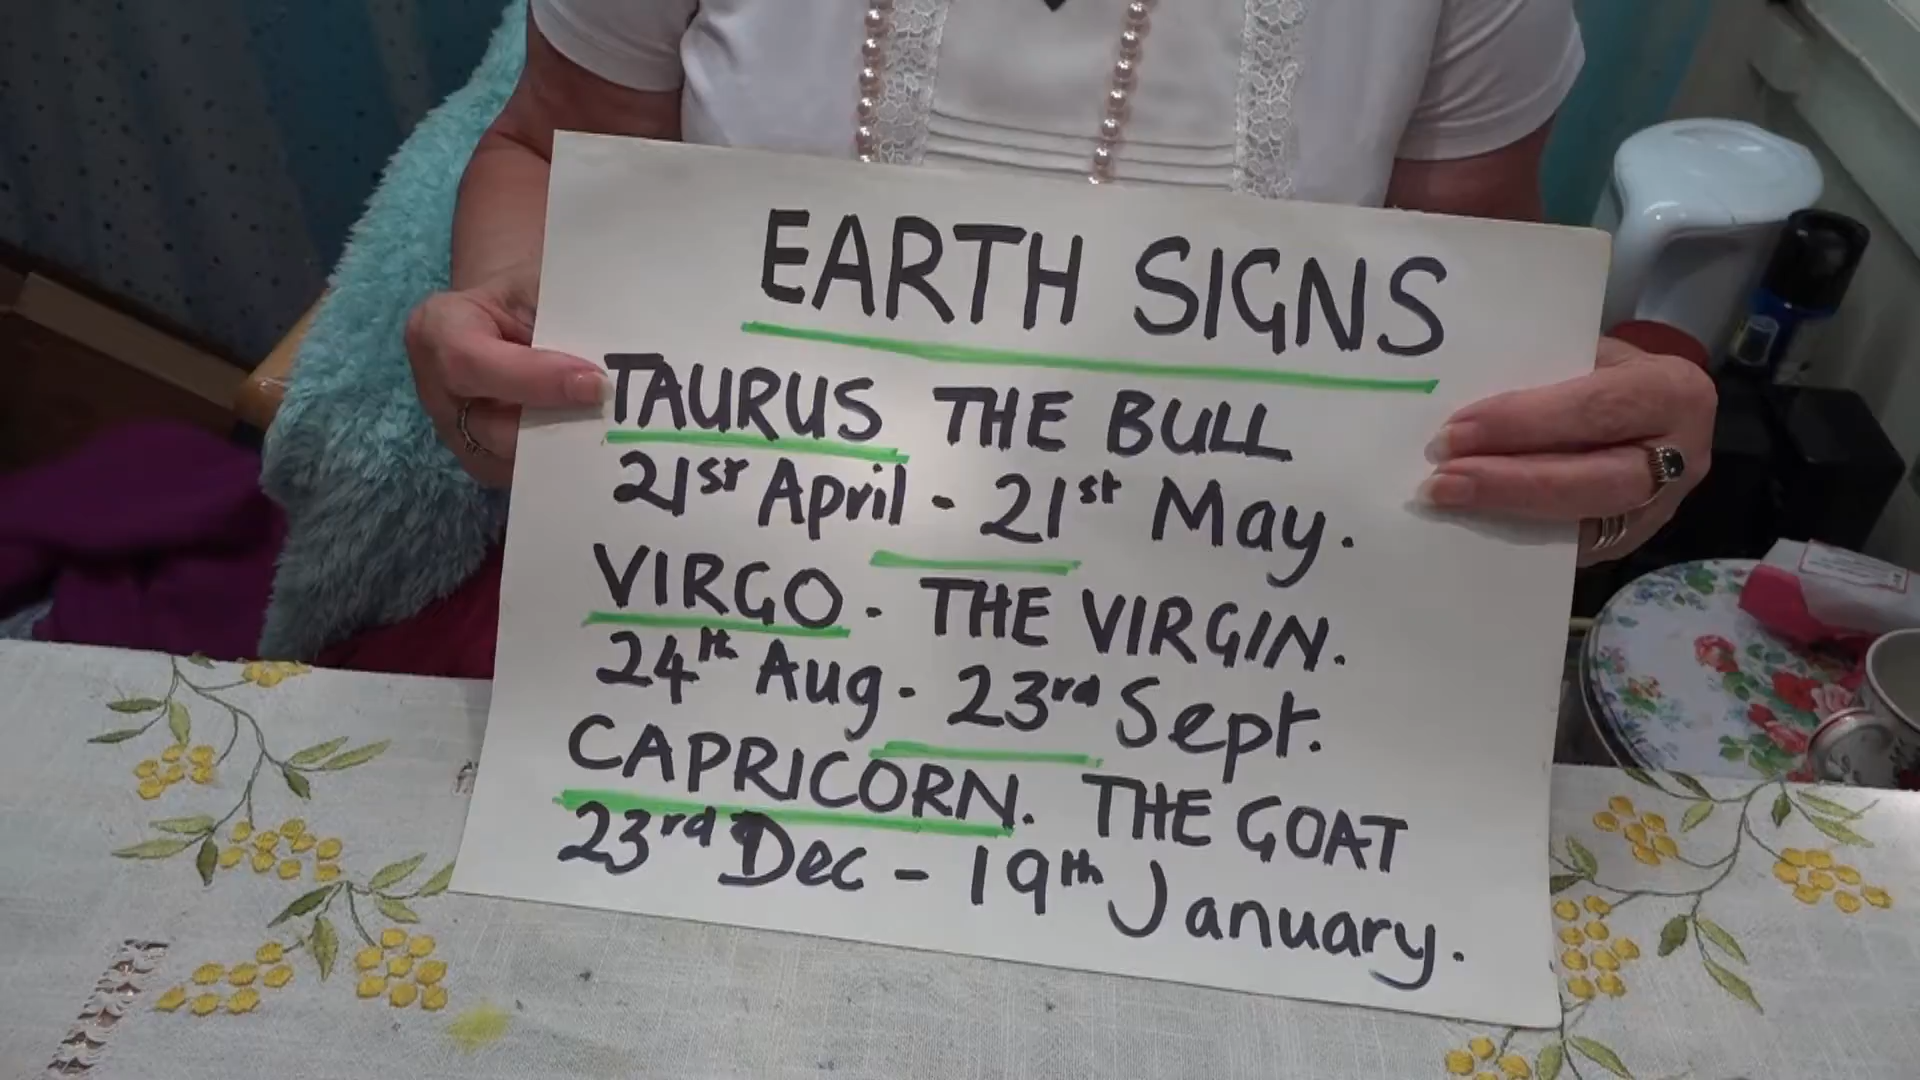 EARTH SIGNS
TAURUS THE BULL
21st April - 21st May.
VIRGO. - THE VIRGIN.
24th Aug. - 23rd Sept.
CAPRICORN. THE GOAT
23rd Dec - 19th January.